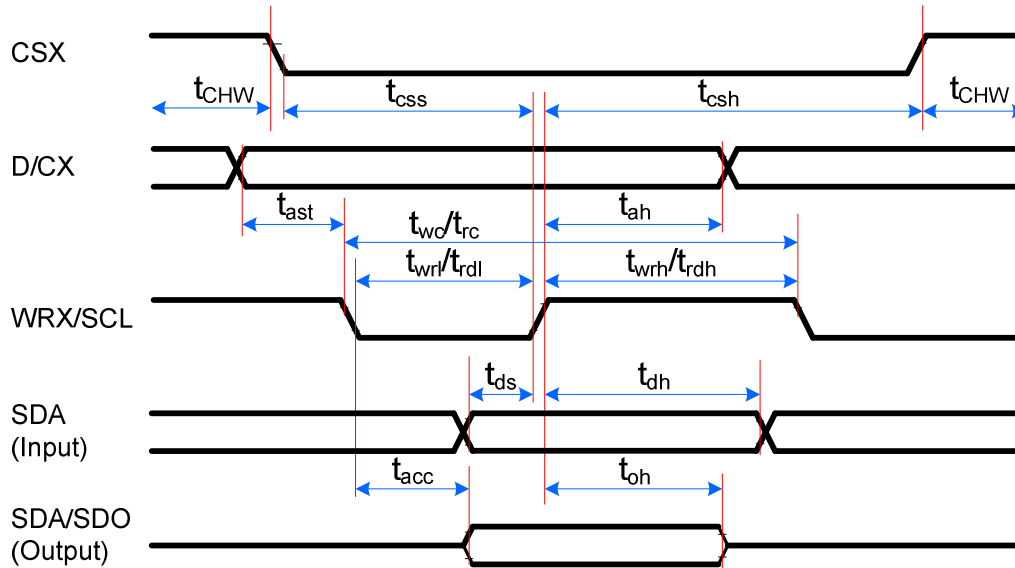 CSX
tCHW
tcss
tcsh
tCHW
D/CX
tast
twc/trc
tah
twrl/trdl
twrh/trdh
WRX/SCL
tds
tdh
SDA
(Input)
tacc
toh
SDA/SDO
(Output)